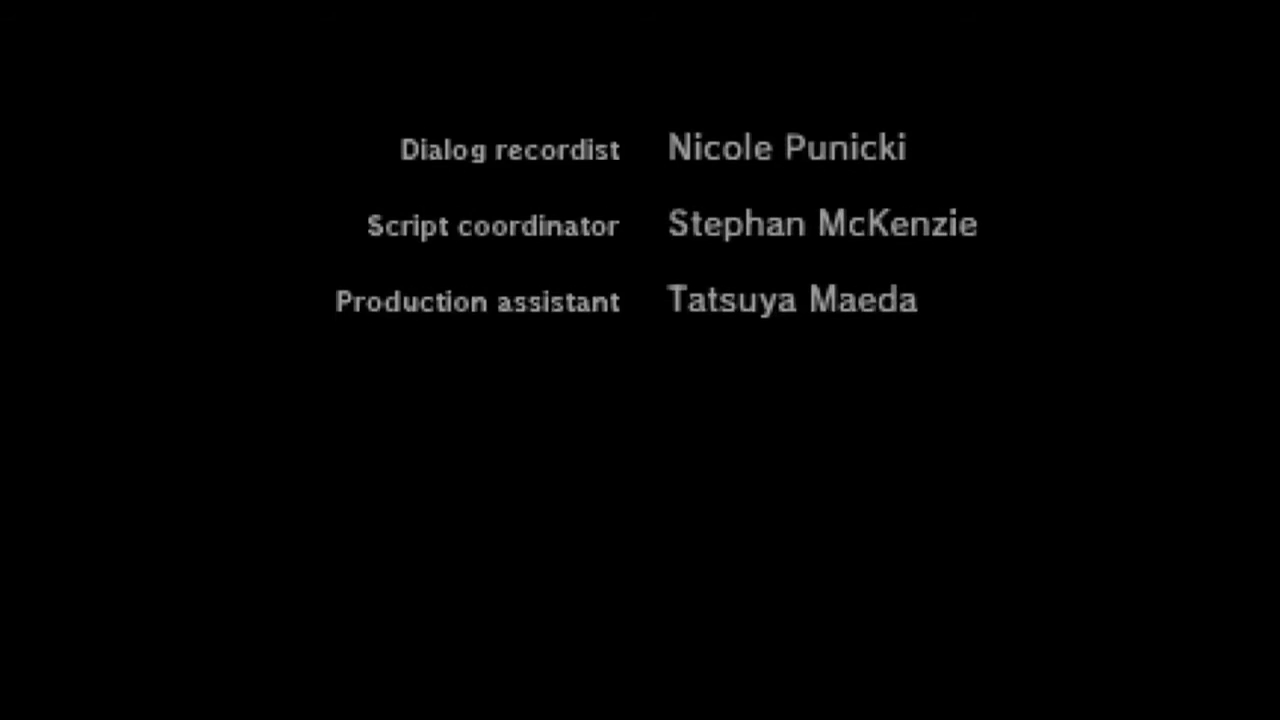 Dialog recordist Nicole Punicki
Script coordinator Stephan McKenzie
Production assistant Tatsuya Maeda